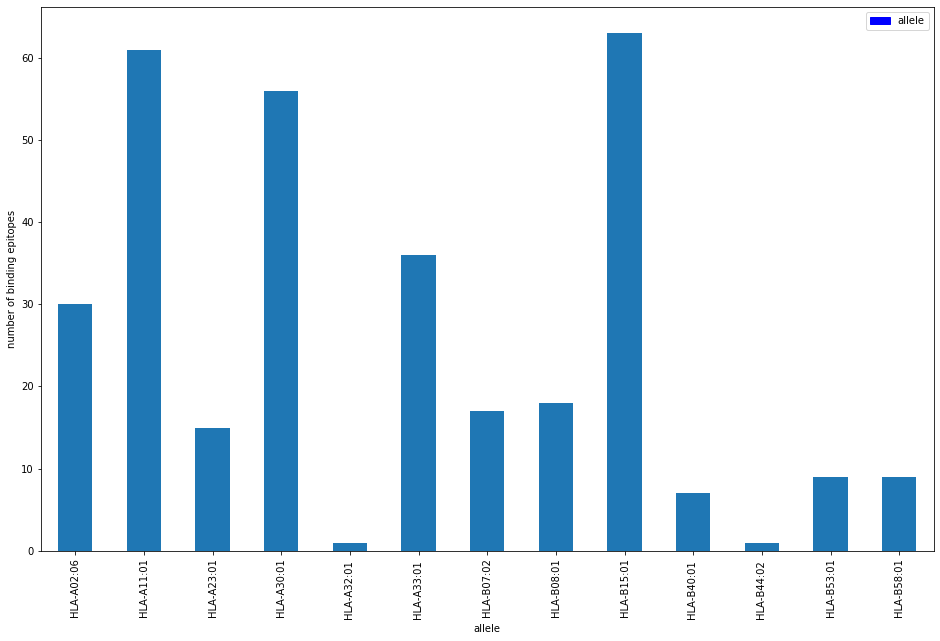 allele
number of binding epitopes
60
50
40
30
20
10
0
HLA-A02:06
HLA-A11:01
HLA-A23:01
HLA-A30:01
HLA-A32:01
HLA-A33:01
HLA-B07:02
HLA-B08:01
HLA-B15:01
HLA-B40:01
HLA-B44:02
HLA-B53:01
HLA-B58:01
allele